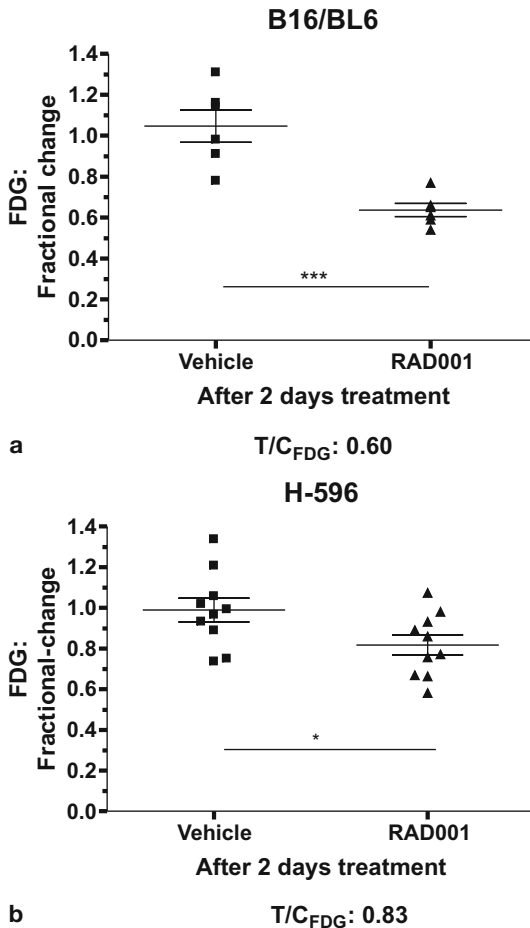 B16/BL6
FDG:
Fractional change
1.4
1.2
1.0
0.8
0.6
0.4
0.2
0.0
***
Vehicle RAD001
After 2 days treatment
a T/CFDG: 0.60
H-596
FDG:
Fractional-change
1.4
1.2
1.0
0.8
0.6
0.4
0.2
0.0
*
Vehicle RAD001
After 2 days treatment
b T/CFDG: 0.83